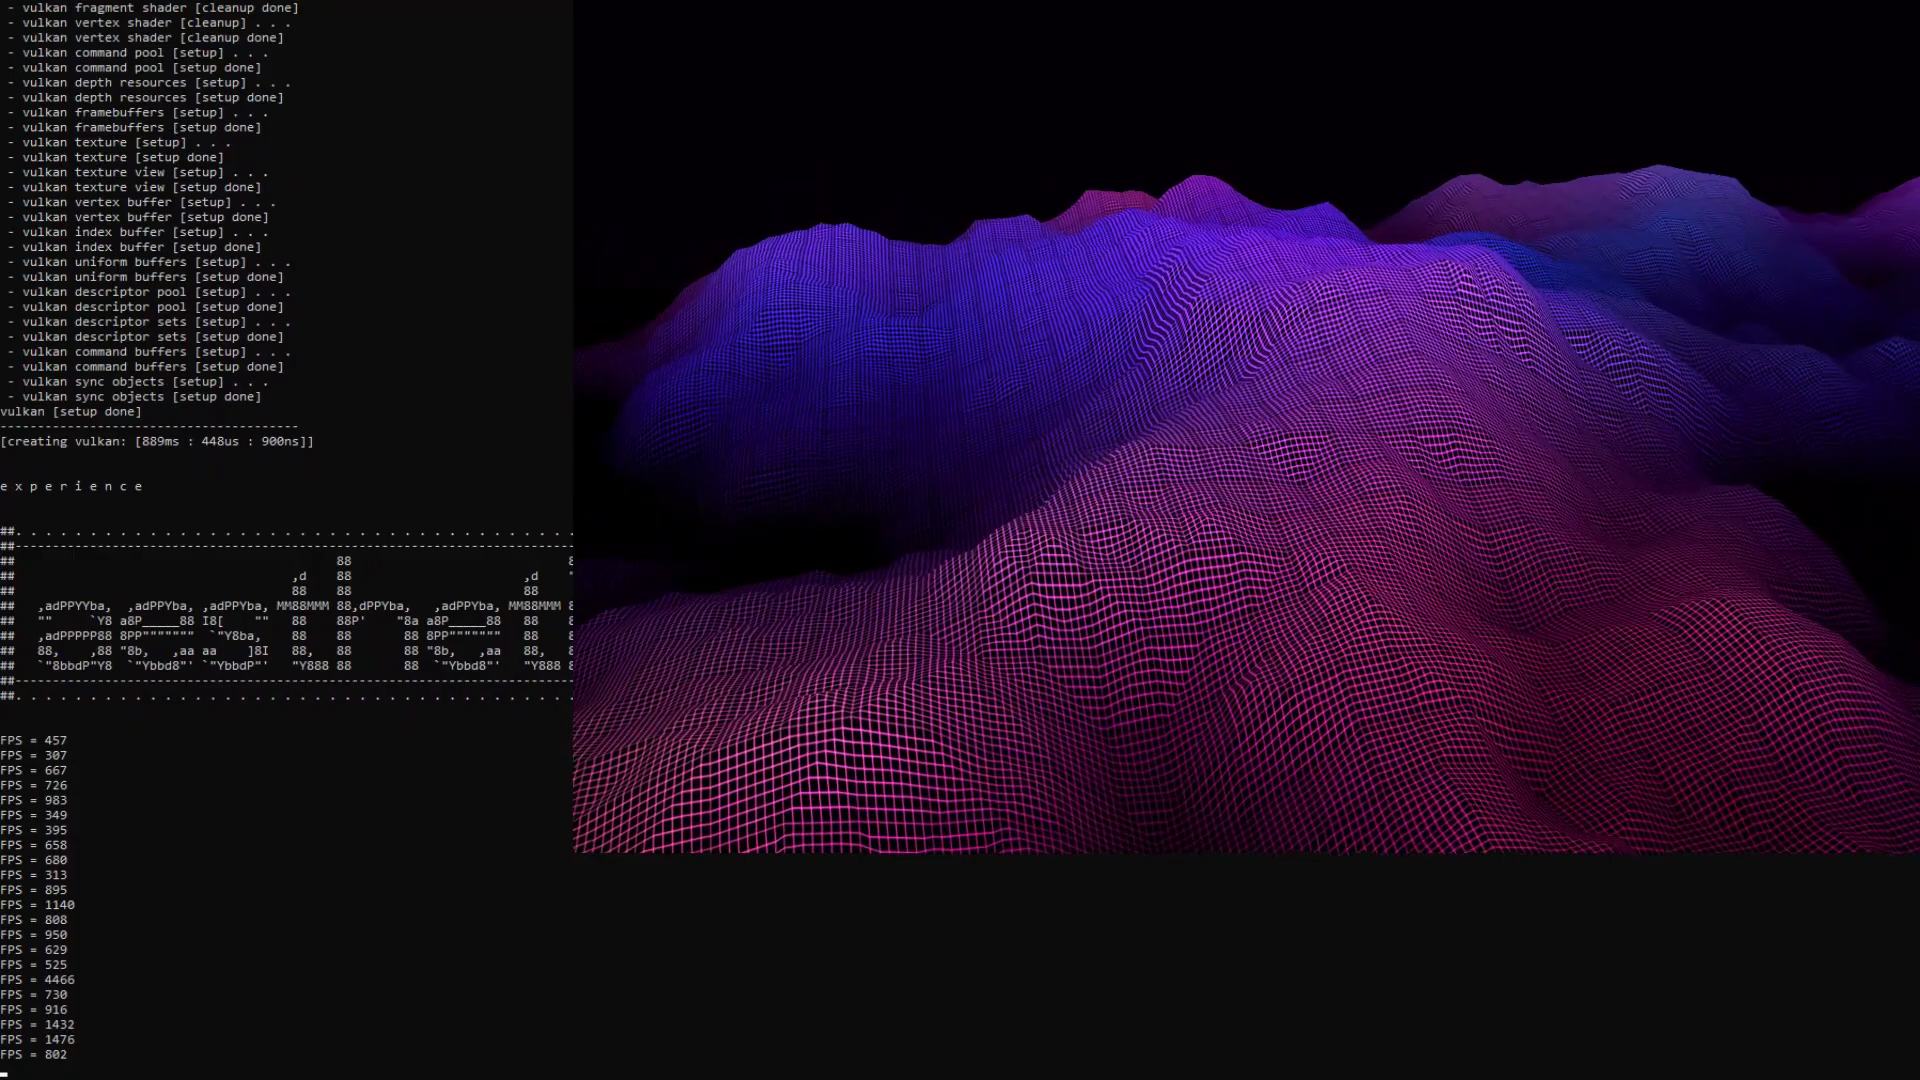 - vulkan fragment shader [cleanup done]
- vulkan vertex shader [cleanup] . . .
- vulkan vertex shader [cleanup done]
- vulkan command pool [setup] . . .
- vulkan command pool [setup done]
- vulkan depth resources [setup] . . .
- vulkan depth resources [setup done]
- vulkan framebuffers [setup] . . .
- vulkan framebuffers [setup done]
- vulkan texture [setup] . . .
- vulkan texture [setup done]
- vulkan texture view [setup] . . .
- vulkan texture view [setup done]
- vulkan vertex buffer [setup] . . .
- vulkan vertex buffer [setup done]
- vulkan index buffer [setup] . . .
- vulkan index buffer [setup done]
- vulkan uniform buffers [setup] . . .
- vulkan uniform buffers [setup done]
- vulkan descriptor pool [setup] . . .
- vulkan descriptor pool [setup done]
- vulkan descriptor sets [setup] . . .
- vulkan descriptor sets [setup done]
- vulkan command buffers [setup] . . .
- vulkan command buffers [setup done]
- vulkan sync objects [setup] . . .
- vulkan sync objects [setup done]
vulkan [setup done]
----------------------------------------
[creating vulkan: [889ms : 448us : 900ns]]
e x p e r i e n c e
aesthet
FPS = 457
FPS = 307
FPS = 667
FPS = 726
FPS = 983
FPS = 349
FPS = 395
FPS = 658
FPS = 680
FPS = 313
FPS = 895
FPS = 1140
FPS = 808
FPS = 950
FPS = 629
FPS = 525
FPS = 4466
FPS = 730
FPS = 916
FPS = 1432
FPS = 1476
FPS = 802